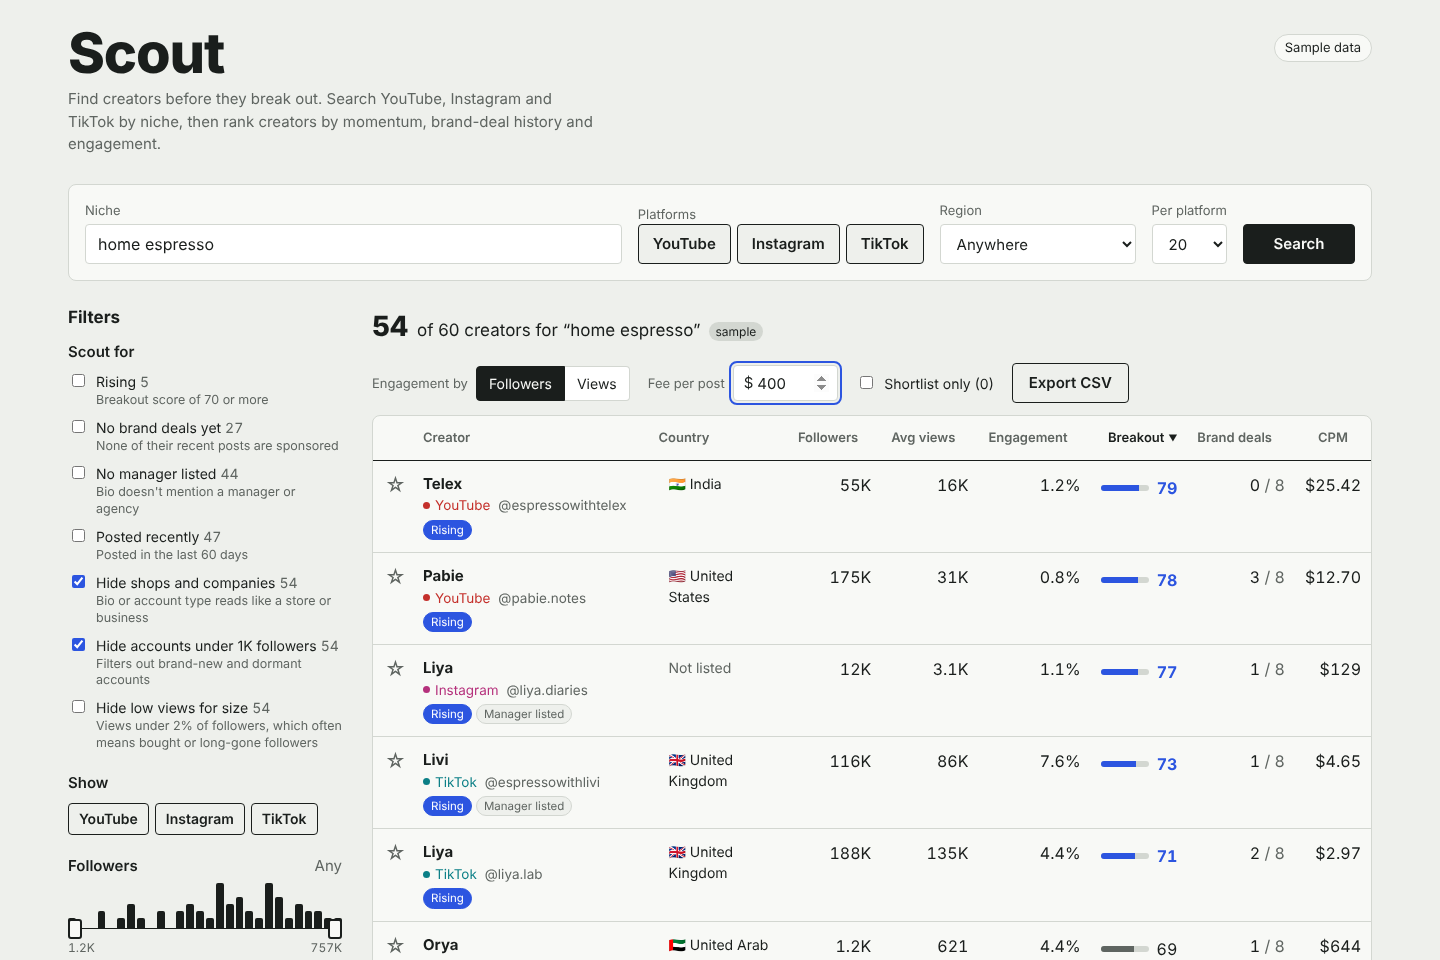 Scout
Sample data
Find creators before they break out. Search YouTube, Instagram and
TikTok by niche, then rank creators by momentum, brand-deal history and
engagement.
Niche
Platforms
Region
Per platform
home espresso
YouTube
Instagram
TikTok
Anywhere
20
Search
Filters
Scout for
Rising 5
Breakout score of 70 or more
No brand deals yet 27
None of their recent posts are sponsored
No manager listed 44
Bio doesn't mention a manager or
agency
Posted recently 47
Posted in the last 60 days
Hide shops and companies 54
Bio or account type reads like a store or
business
Hide accounts under 1K followers 54
Filters out brand-new and dormant
accounts
Hide low views for size 54
Views under 2% of followers, which often
means bought or long-gone followers
Show
YouTube
Instagram
TikTok
Followers
Any
1.2K
757K
54 of 60 creators for “home espresso” sample
Engagement by
Followers
Views
Fee per post
$ 400
Shortlist only (0)
Export CSV
Creator Country Followers Avg views Engagement Breakout ▼ Brand deals CPM
☆ Telex 🇮🇳 India 55K 16K 1.2% 79 0 / 8 $25.42
YouTube @espressowithtelex
Rising
☆ Pabie 🇺🇸 United 175K 31K 0.8% 78 3 / 8 $12.70
YouTube @pabie.notes States
Rising
☆ Liya Not listed 12K 3.1K 1.1% 77 1 / 8 $129
Instagram @liya.diaries
Rising Manager listed
☆ Livi 🇬🇧 United 116K 86K 7.6% 73 1 / 8 $4.65
TikTok @espressowithlivi Kingdom
Rising Manager listed
☆ Liya 🇬🇧 United 188K 135K 4.4% 71 2 / 8 $2.97
TikTok @liya.lab Kingdom
Rising
☆ Orya 🇦🇪 United Arab 1.2K 621 4.4% 69 1 / 8 $644